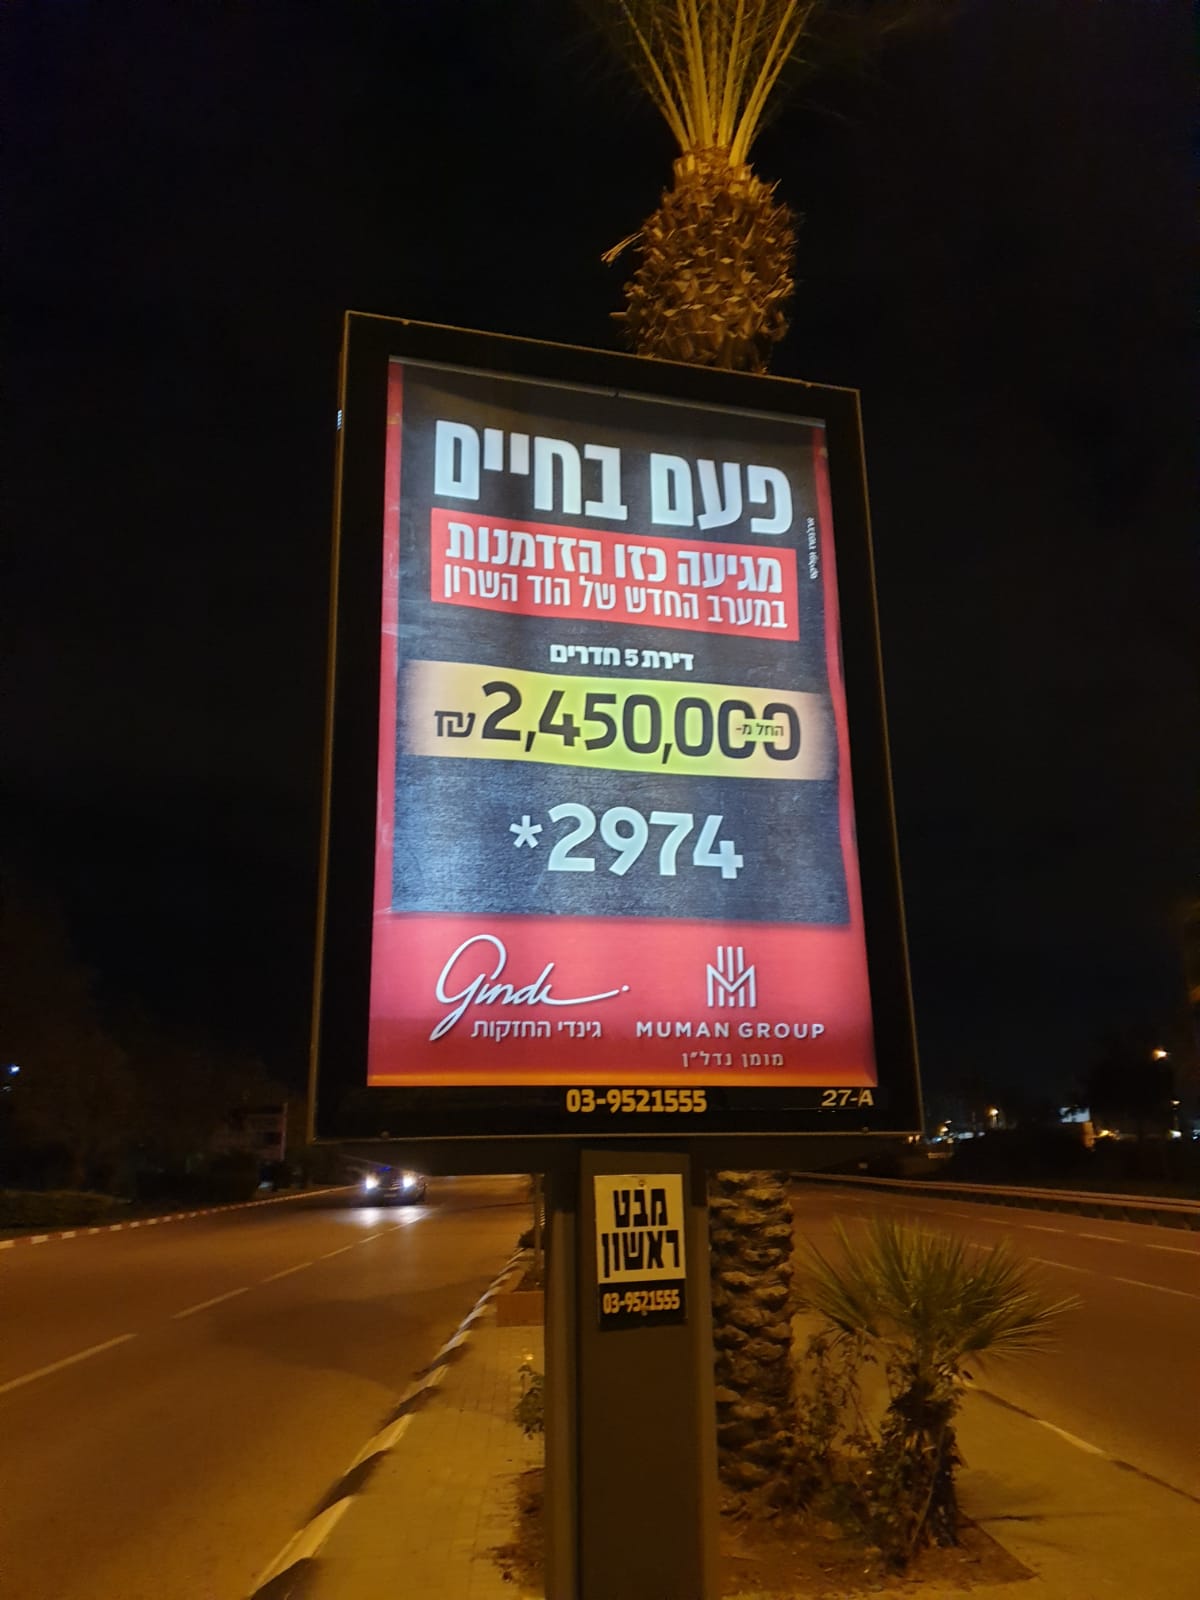 פעם בחיים
מגיעה כזו הזדמנות
במערב החדש של הוד השרון
דירת 5 חדרים
החל מ-2,450,000 ₪
*2974
Gindi
גינדי החזקות
MUMAN GROUP
מומן נדל"ן
03-9521555
27-A
מבט
ראשון
03-9521555